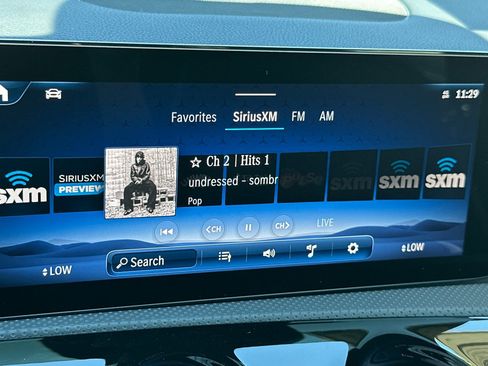 11:29
Favorites SiriusXM FM AM
sxm SIRIUSXM PREVIEW sxm sxm sxm
☆ Ch 2 | Hits 1
undressed - sombr
Pop
<CH CH> LIVE
LOW Search LOW